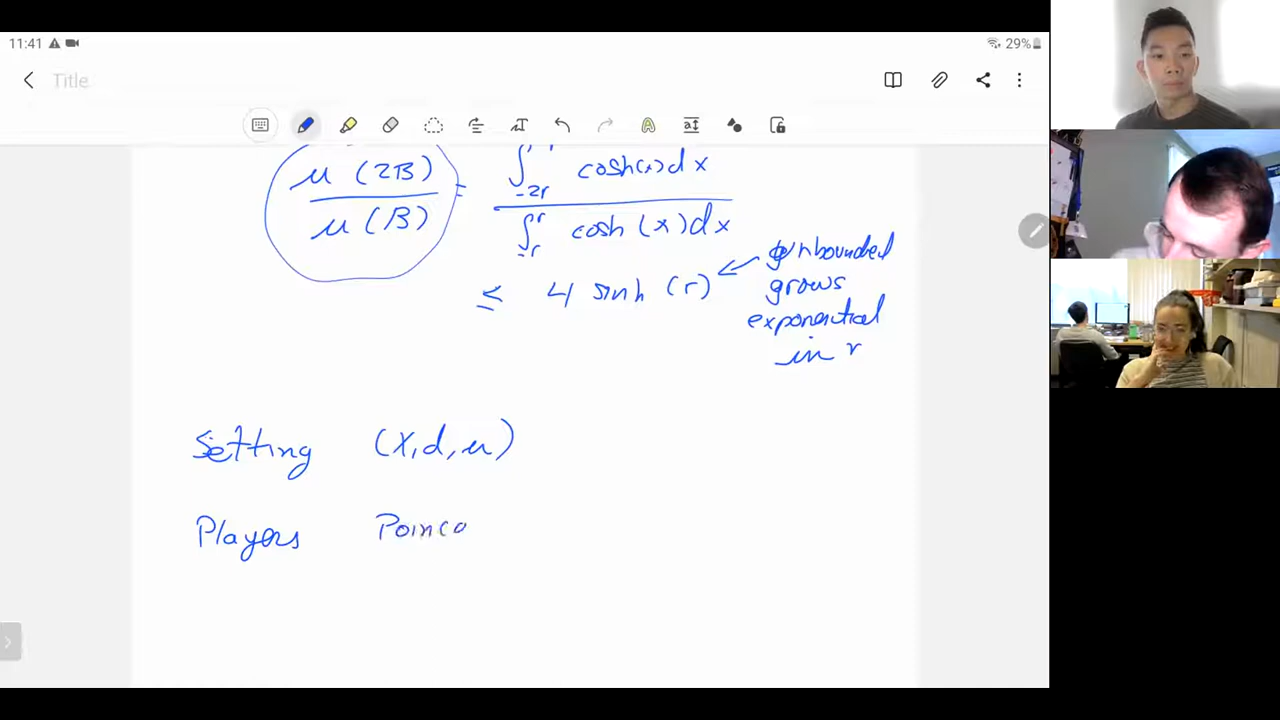 11:41
29%
Title
μ(2B) / μ(B) = ∫_{-2r} cosh(x)dx / ∫_{-r}^{r} cosh(x)dx
≤ 4 sinh(r)
unbounded
grows
exponential
in r
Setting (X,d,μ)
Players Poinca